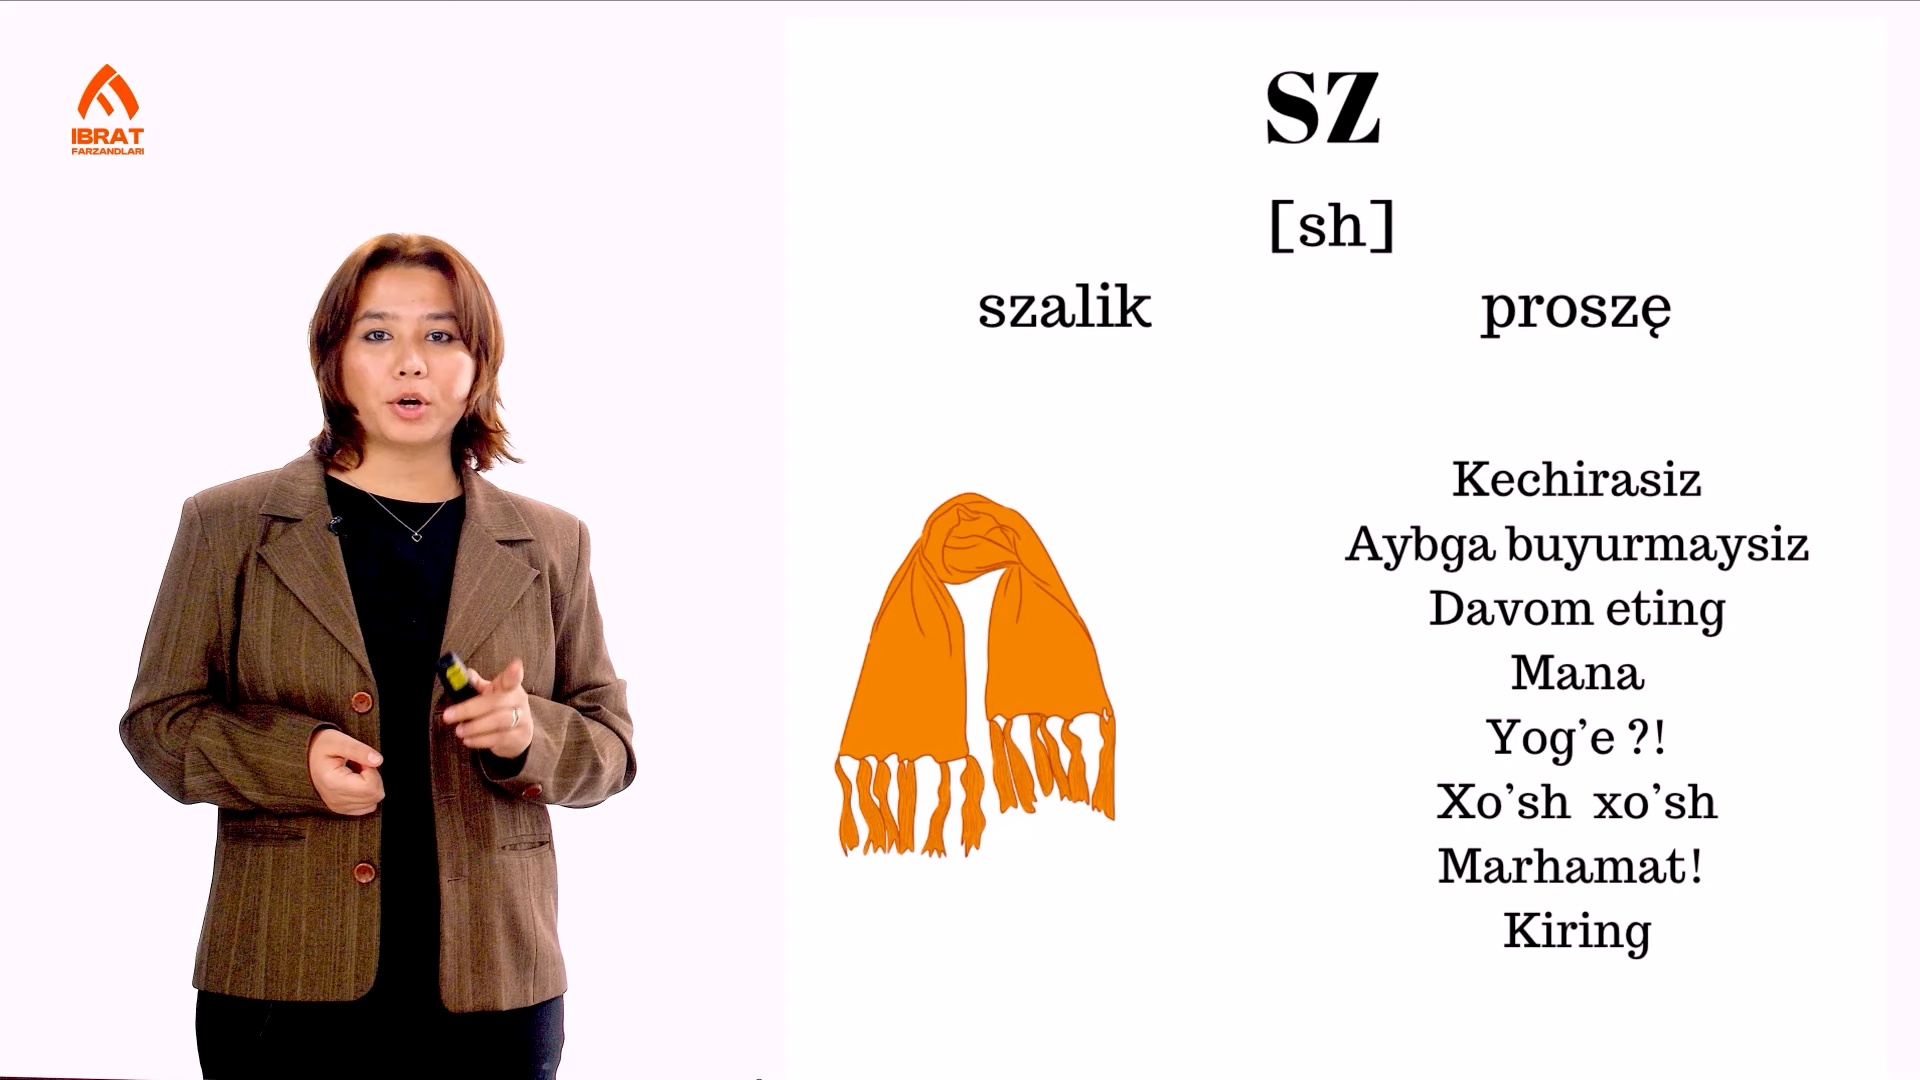 IBRAT
FARZANDLARI
sz
[sh]
szalik
proszę
Kechirasiz
Aybga buyurmaysiz
Davom eting
Mana
Yog’e ?!
Xo’sh xo’sh
Marhamat!
Kiring